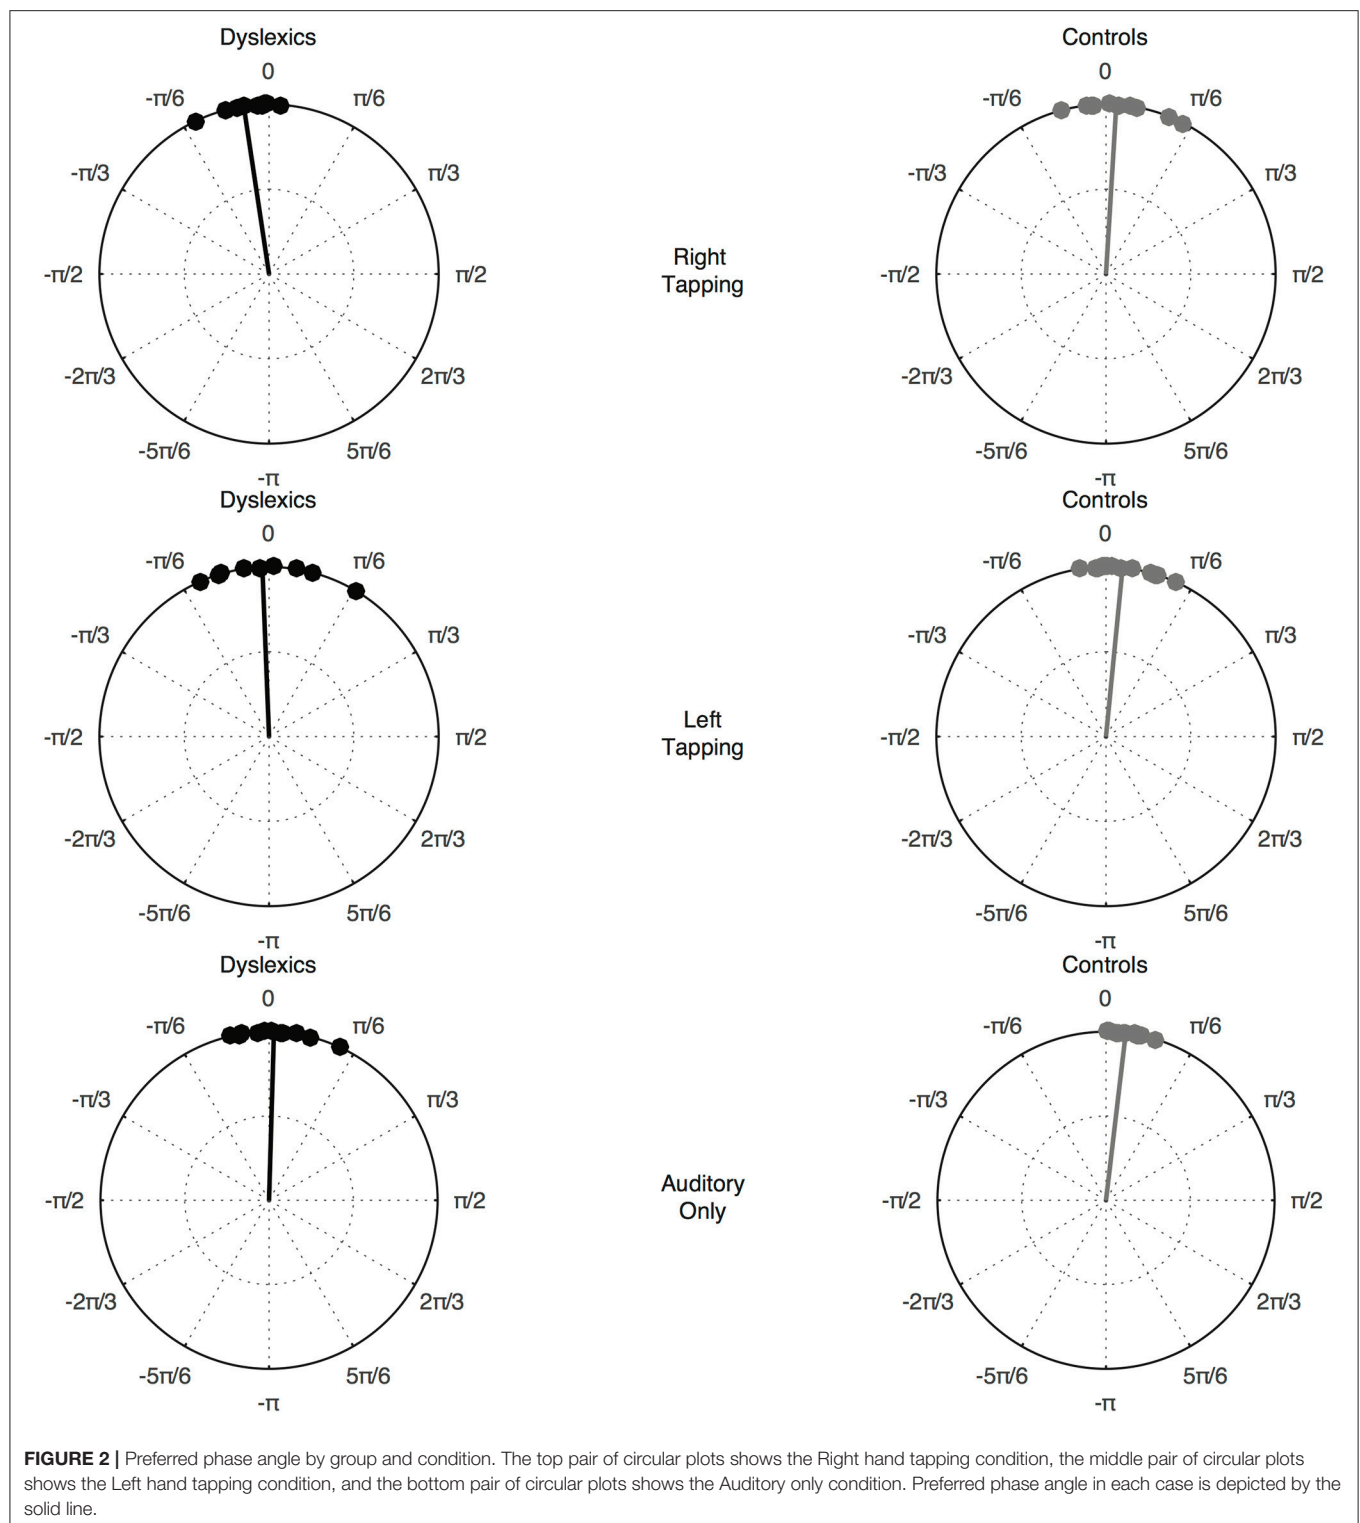 Dyslexics
0
-π/6
π/6
-π/3
π/3
-π/2
π/2
-2π/3
2π/3
-5π/6
5π/6
-π
Right
Tapping
Controls
0
-π/6
π/6
-π/3
π/3
-π/2
π/2
-2π/3
2π/3
-5π/6
5π/6
-π
Dyslexics
0
-π/6
π/6
-π/3
π/3
-π/2
π/2
-2π/3
2π/3
-5π/6
5π/6
-π
Left
Tapping
Controls
0
-π/6
π/6
-π/3
π/3
-π/2
π/2
-2π/3
2π/3
-5π/6
5π/6
-π
Dyslexics
0
-π/6
π/6
-π/3
π/3
-π/2
π/2
-2π/3
2π/3
-5π/6
5π/6
-π
Auditory
Only
Controls
0
-π/6
π/6
-π/3
π/3
-π/2
π/2
-2π/3
2π/3
-5π/6
5π/6
-π
FIGURE 2 | Preferred phase angle by group and condition. The top pair of circular plots shows the Right hand tapping condition, the middle pair of circular plots
shows the Left hand tapping condition, and the bottom pair of circular plots shows the Auditory only condition. Preferred phase angle in each case is depicted by the
solid line.